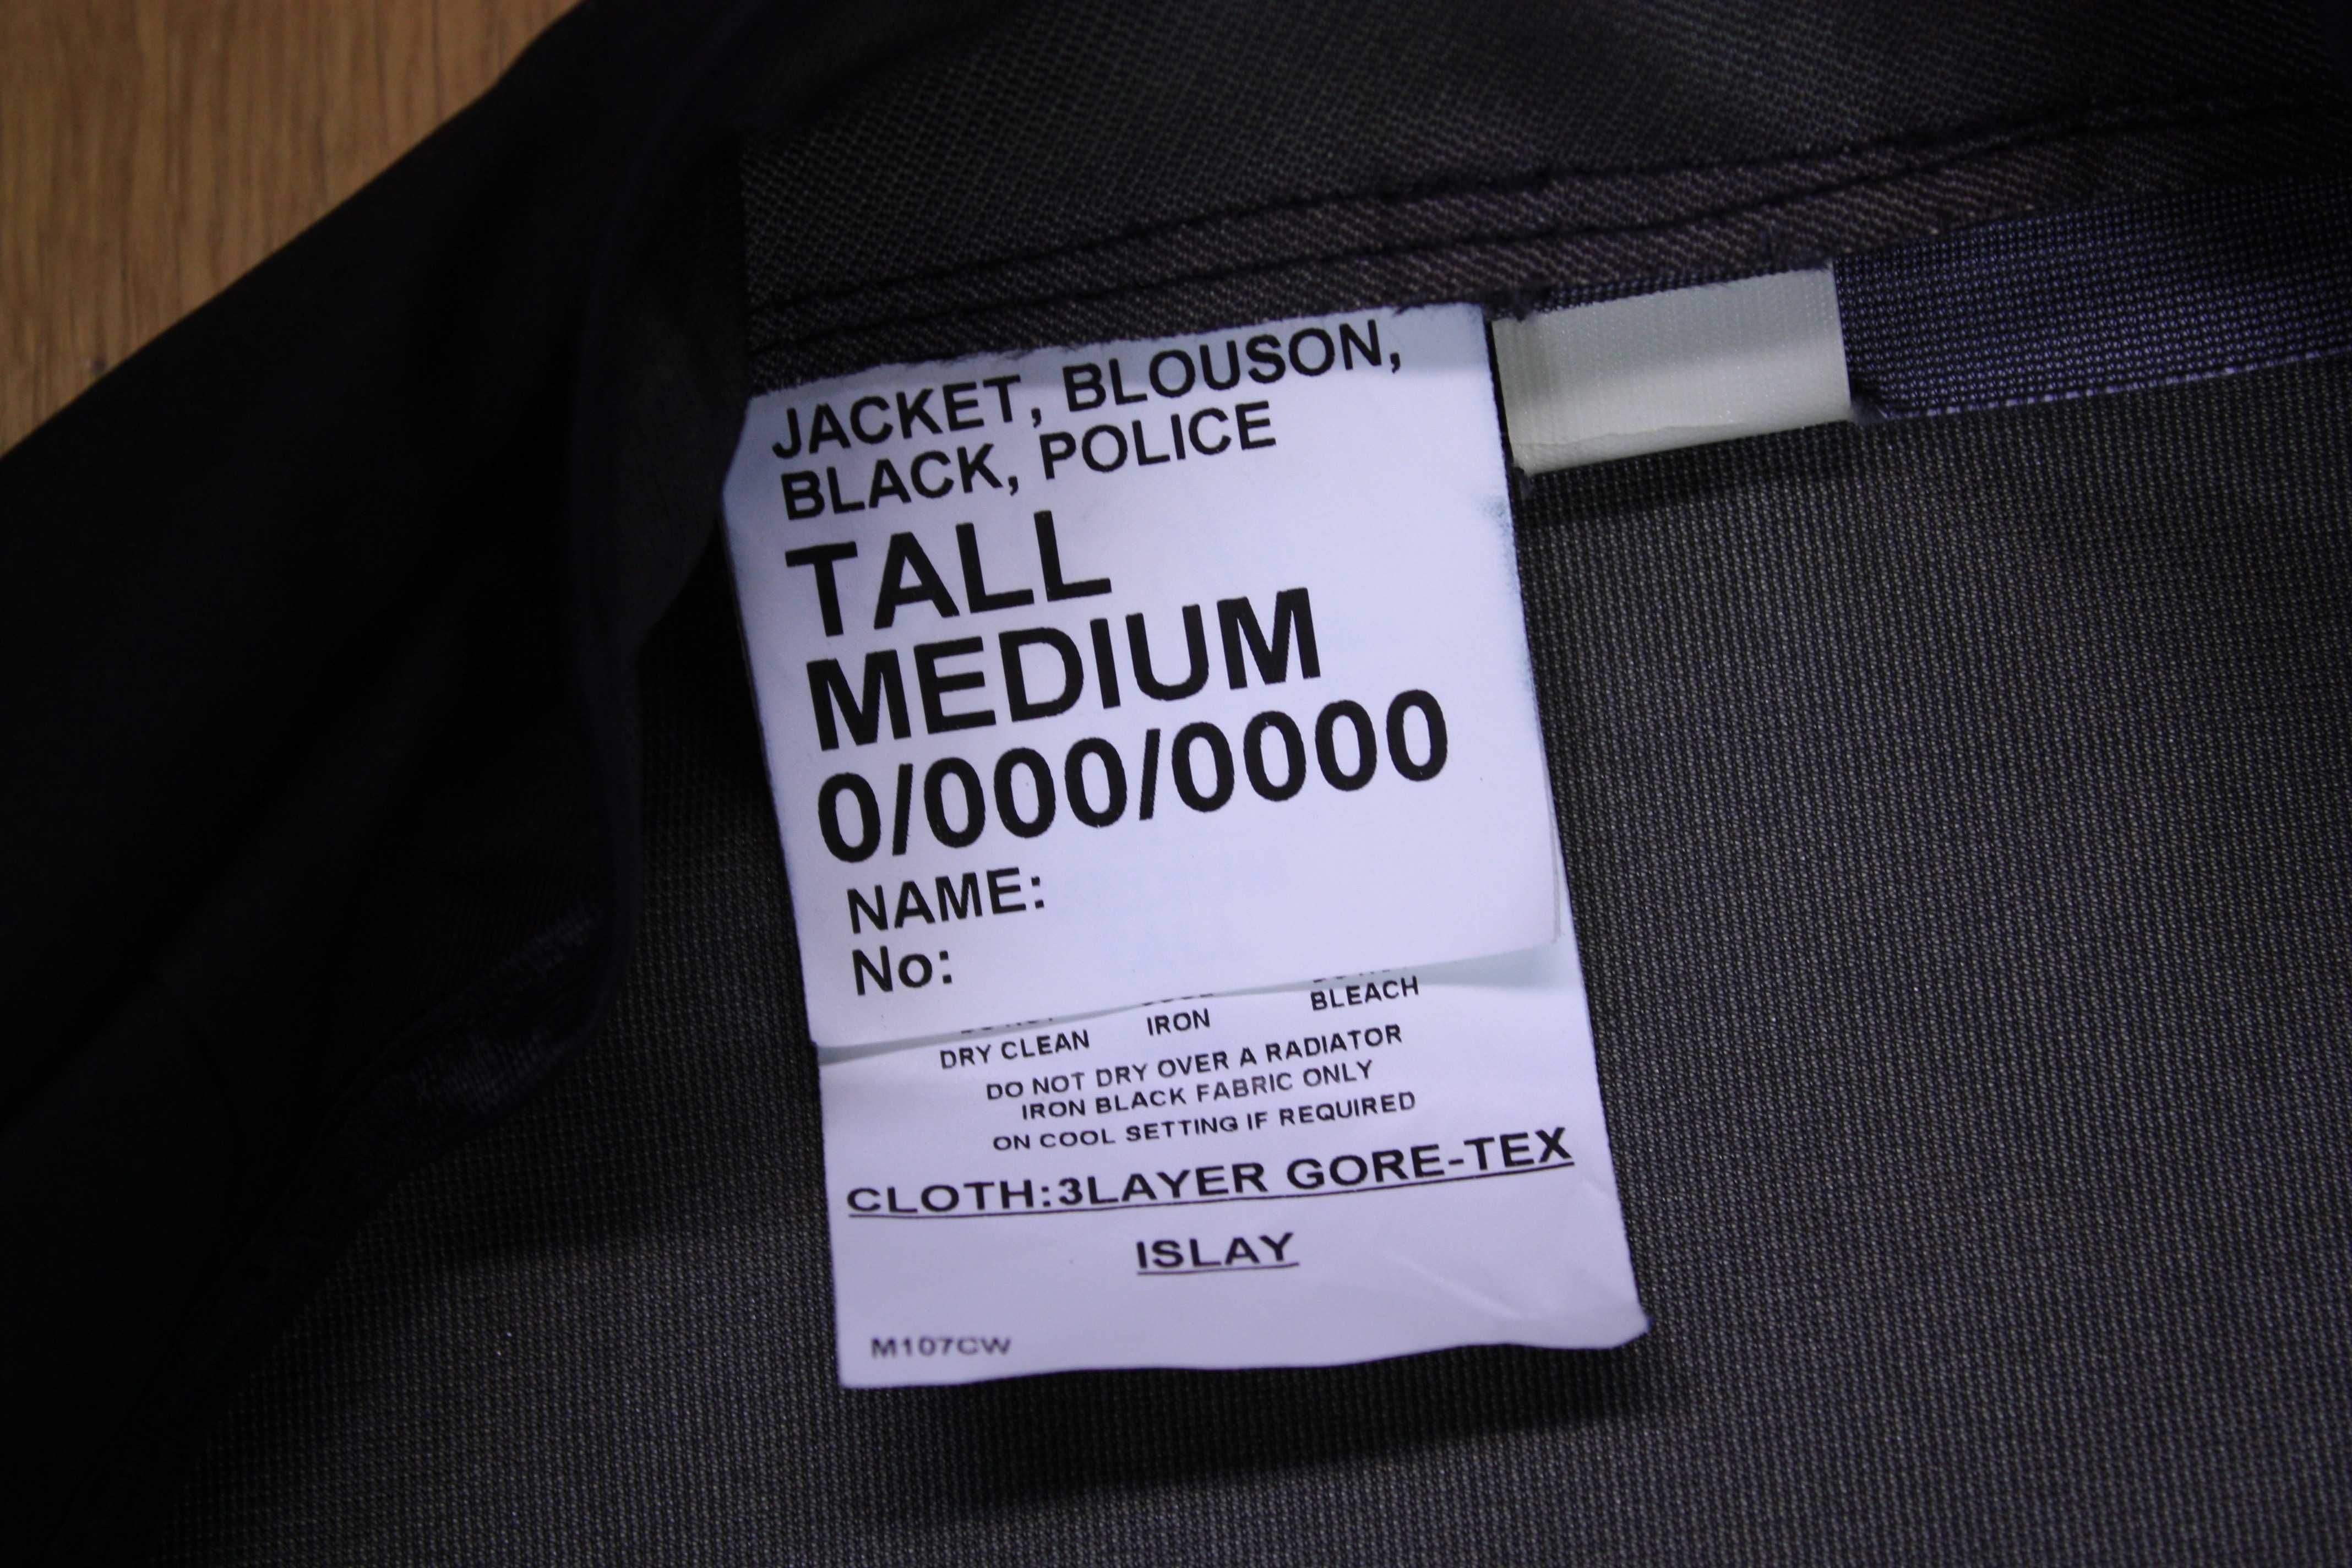 JACKET, BLOUSON,
BLACK, POLICE
TALL
MEDIUM
0/000/0000
NAME:
No:
DRY CLEAN IRON BLEACH
DO NOT DRY OVER A RADIATOR
IRON BLACK FABRIC ONLY
ON COOL SETTING IF REQUIRED
CLOTH:3LAYER GORE-TEX
ISLAY
M107CW